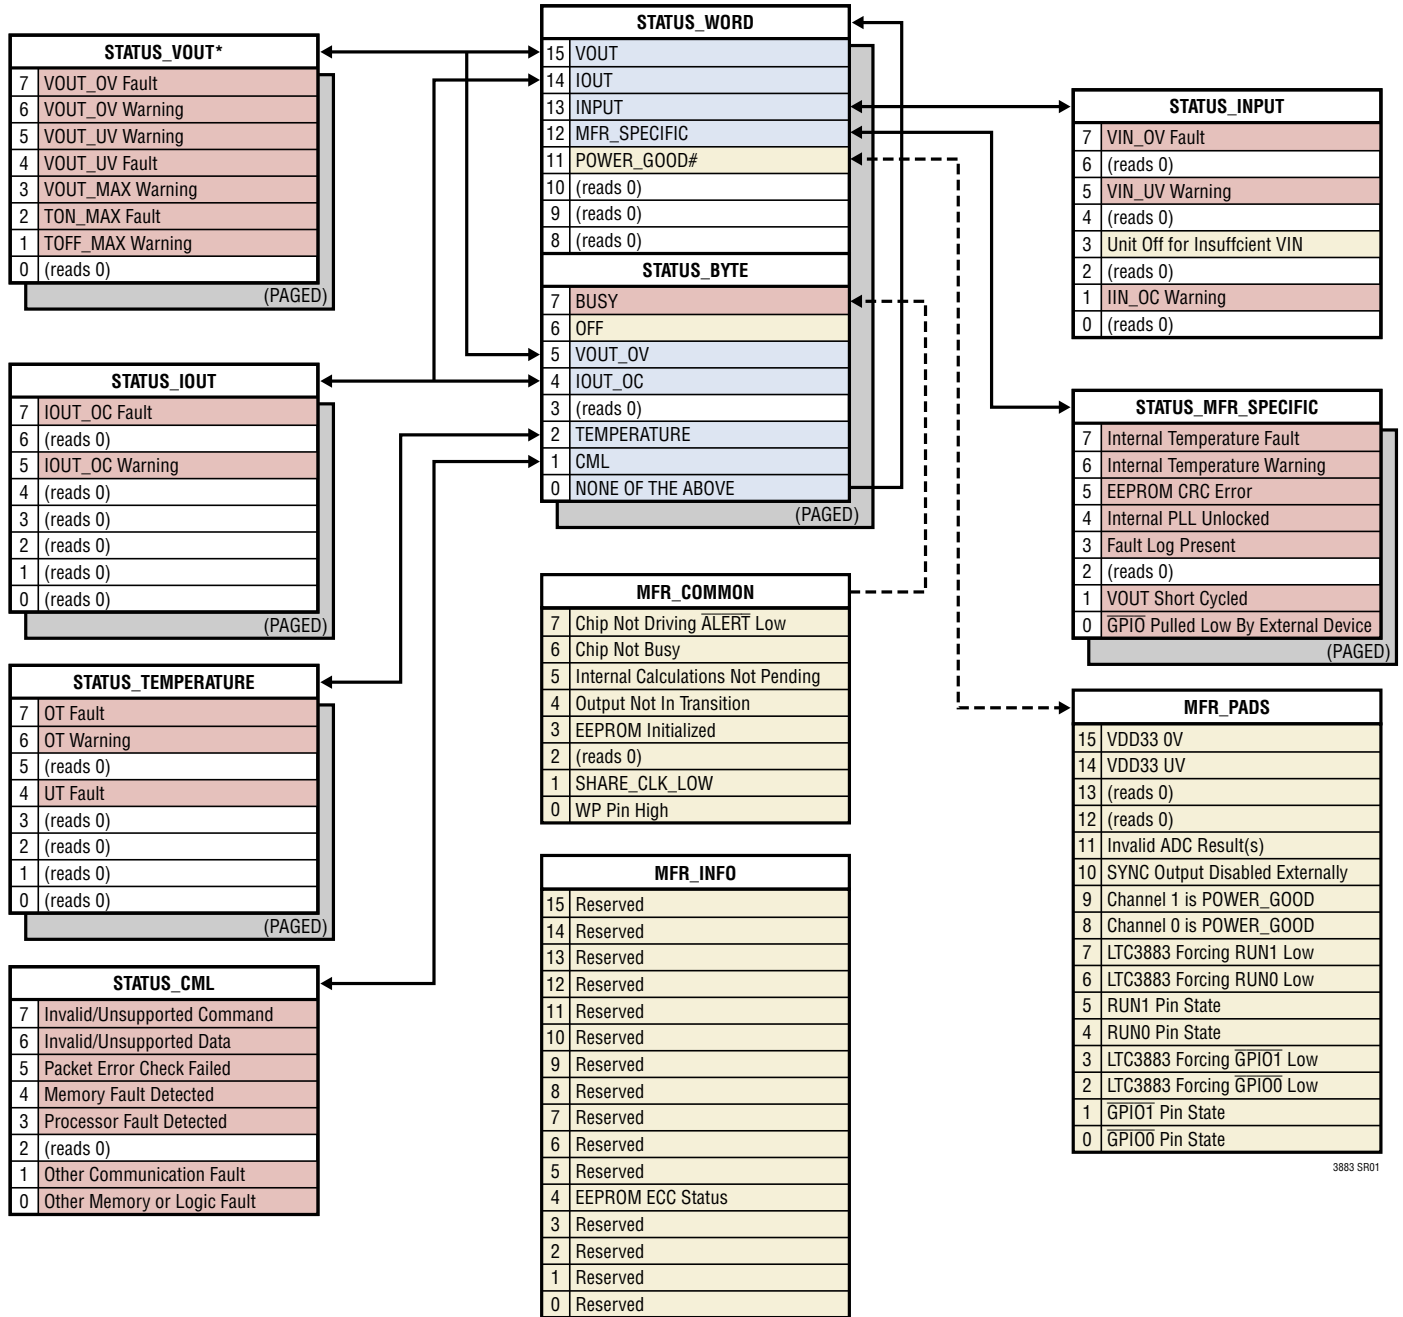 STATUS_VOUT*
7 VOUT_OV Fault
6 VOUT_OV Warning
5 VOUT_UV Warning
4 VOUT_UV Fault
3 VOUT_MAX Warning
2 TON_MAX Fault
1 TOFF_MAX Warning
0 (reads 0)
(PAGED)
STATUS_IOUT
7 IOUT_OC Fault
6 (reads 0)
5 IOUT_OC Warning
4 (reads 0)
3 (reads 0)
2 (reads 0)
1 (reads 0)
0 (reads 0)
(PAGED)
STATUS_TEMPERATURE
7 OT Fault
6 OT Warning
5 (reads 0)
4 UT Fault
3 (reads 0)
2 (reads 0)
1 (reads 0)
0 (reads 0)
(PAGED)
STATUS_CML
7 Invalid/Unsupported Command
6 Invalid/Unsupported Data
5 Packet Error Check Failed
4 Memory Fault Detected
3 Processor Fault Detected
2 (reads 0)
1 Other Communication Fault
0 Other Memory or Logic Fault
STATUS_WORD
15 VOUT
14 IOUT
13 INPUT
12 MFR_SPECIFIC
11 POWER_GOOD#
10 (reads 0)
9 (reads 0)
8 (reads 0)
STATUS_BYTE
7 BUSY
6 OFF
5 VOUT_OV
4 IOUT_OC
3 (reads 0)
2 TEMPERATURE
1 CML
0 NONE OF THE ABOVE
(PAGED)
MFR_COMMON
7 Chip Not Driving A̅L̅E̅R̅T̅ Low
6 Chip Not Busy
5 Internal Calculations Not Pending
4 Output Not In Transition
3 EEPROM Initialized
2 (reads 0)
1 SHARE_CLK_LOW
0 WP Pin High
MFR_INFO
15 Reserved
14 Reserved
13 Reserved
12 Reserved
11 Reserved
10 Reserved
9 Reserved
8 Reserved
7 Reserved
6 Reserved
5 Reserved
4 EEPROM ECC Status
3 Reserved
2 Reserved
1 Reserved
0 Reserved
STATUS_INPUT
7 VIN_OV Fault
6 (reads 0)
5 VIN_UV Warning
4 (reads 0)
3 Unit Off for Insuffcient VIN
2 (reads 0)
1 IIN_OC Warning
0 (reads 0)
STATUS_MFR_SPECIFIC
7 Internal Temperature Fault
6 Internal Temperature Warning
5 EEPROM CRC Error
4 Internal PLL Unlocked
3 Fault Log Present
2 (reads 0)
1 VOUT Short Cycled
0 G̅P̅I̅O̅ Pulled Low By External Device
(PAGED)
MFR_PADS
15 VDD33 OV
14 VDD33 UV
13 (reads 0)
12 (reads 0)
11 Invalid ADC Result(s)
10 SYNC Output Disabled Externally
9 Channel 1 is POWER_GOOD
8 Channel 0 is POWER_GOOD
7 LTC3883 Forcing RUN1 Low
6 LTC3883 Forcing RUN0 Low
5 RUN1 Pin State
4 RUN0 Pin State
3 LTC3883 Forcing G̅P̅I̅O̅1̅ Low
2 LTC3883 Forcing G̅P̅I̅O̅0̅ Low
1 G̅P̅I̅O̅1̅ Pin State
0 G̅P̅I̅O̅0̅ Pin State
3883 SR01